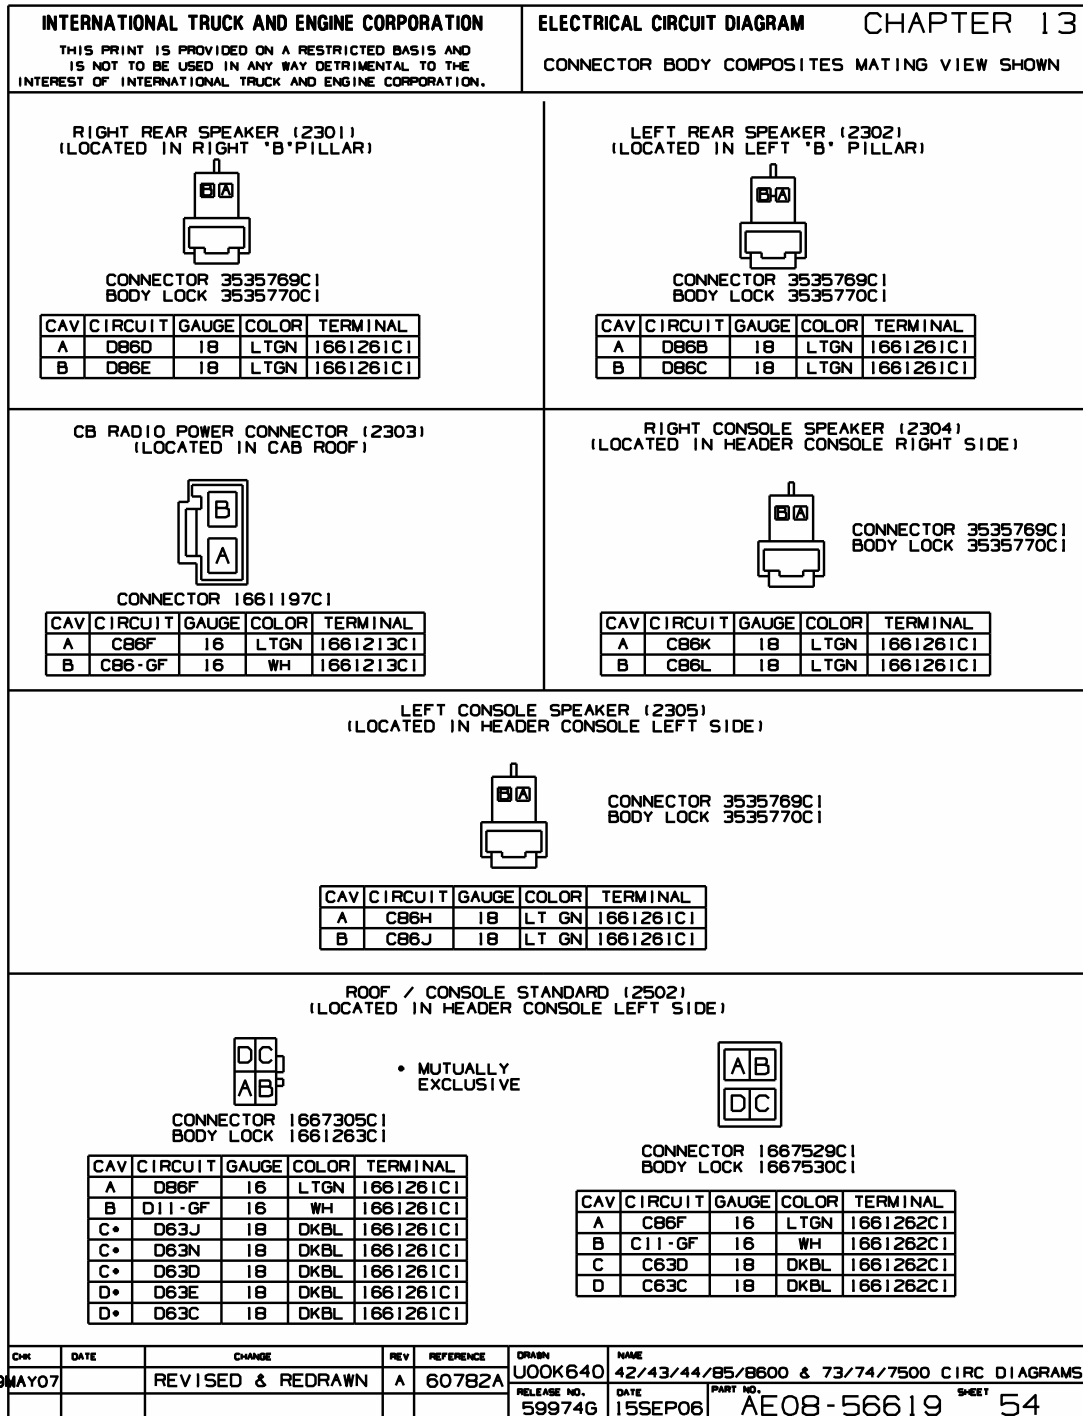 INTERNATIONAL TRUCK AND ENGINE CORPORATION
THIS PRINT IS PROVIDED ON A RESTRICTED BASIS AND
IS NOT TO BE USED IN ANY WAY DETRIMENTAL TO THE
INTEREST OF INTERNATIONAL TRUCK AND ENGINE CORPORATION.
ELECTRICAL CIRCUIT DIAGRAM CHAPTER 13
CONNECTOR BODY COMPOSITES MATING VIEW SHOWN
RIGHT REAR SPEAKER (2301)
(LOCATED IN RIGHT "B"PILLAR)
B A
CONNECTOR 3535769C1
BODY LOCK 3535770C1
CAV CIRCUIT GAUGE COLOR TERMINAL
A D86D 18 LTGN 1661261C1
B D86E 18 LTGN 1661261C1
LEFT REAR SPEAKER (2302)
(LOCATED IN LEFT "B" PILLAR)
B A
CONNECTOR 3535769C1
BODY LOCK 3535770C1
CAV CIRCUIT GAUGE COLOR TERMINAL
A D86B 18 LTGN 1661261C1
B D86C 18 LTGN 1661261C1
CB RADIO POWER CONNECTOR (2303)
(LOCATED IN CAB ROOF)
B
A
CONNECTOR 1661197C1
CAV CIRCUIT GAUGE COLOR TERMINAL
A C86F 16 LTGN 1661213C1
B C86-GF 16 WH 1661213C1
RIGHT CONSOLE SPEAKER (2304)
(LOCATED IN HEADER CONSOLE RIGHT SIDE)
B A
CONNECTOR 3535769C1
BODY LOCK 3535770C1
CAV CIRCUIT GAUGE COLOR TERMINAL
A C86K 18 LTGN 1661261C1
B C86L 18 LTGN 1661261C1
LEFT CONSOLE SPEAKER (2305)
(LOCATED IN HEADER CONSOLE LEFT SIDE)
B A
CONNECTOR 3535769C1
BODY LOCK 3535770C1
CAV CIRCUIT GAUGE COLOR TERMINAL
A C86H 18 LT GN 1661261C1
B C86J 18 LT GN 1661261C1
ROOF / CONSOLE STANDARD (2502)
(LOCATED IN HEADER CONSOLE LEFT SIDE)
D C
A B
• MUTUALLY
EXCLUSIVE
CONNECTOR 1667305C1
BODY LOCK 1661263C1
CAV CIRCUIT GAUGE COLOR TERMINAL
A D86F 16 LTGN 1661261C1
B D11-GF 16 WH 1661261C1
C• D63J 18 DKBL 1661261C1
C• D63N 18 DKBL 1661261C1
C• D63D 18 DKBL 1661261C1
D• D63E 18 DKBL 1661261C1
D• D63C 18 DKBL 1661261C1
A B
D C
CONNECTOR 1667529C1
BODY LOCK 1667530C1
CAV CIRCUIT GAUGE COLOR TERMINAL
A C86F 16 LTGN 1661262C1
B C11-GF 16 WH 1661262C1
C C63D 18 DKBL 1661262C1
D C63C 18 DKBL 1661262C1
CHK DATE CHANGE REV REFERENCE
MAY07 REVISED & REDRAWN A 60782A
DRAWN
U00K640
NAME
42/43/44/85/8600 & 73/74/7500 CIRC DIAGRAMS
RELEASE NO.
59974G
DATE
15SEP06
PART NO.
AE08-56619
SHEET
54